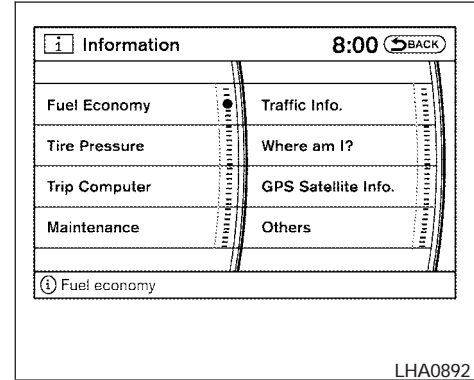 i Information 8:00 BACK
Fuel Economy Traffic Info.
Tire Pressure Where am I?
Trip Computer GPS Satellite Info.
Maintenance Others
i Fuel economy
LHA0892